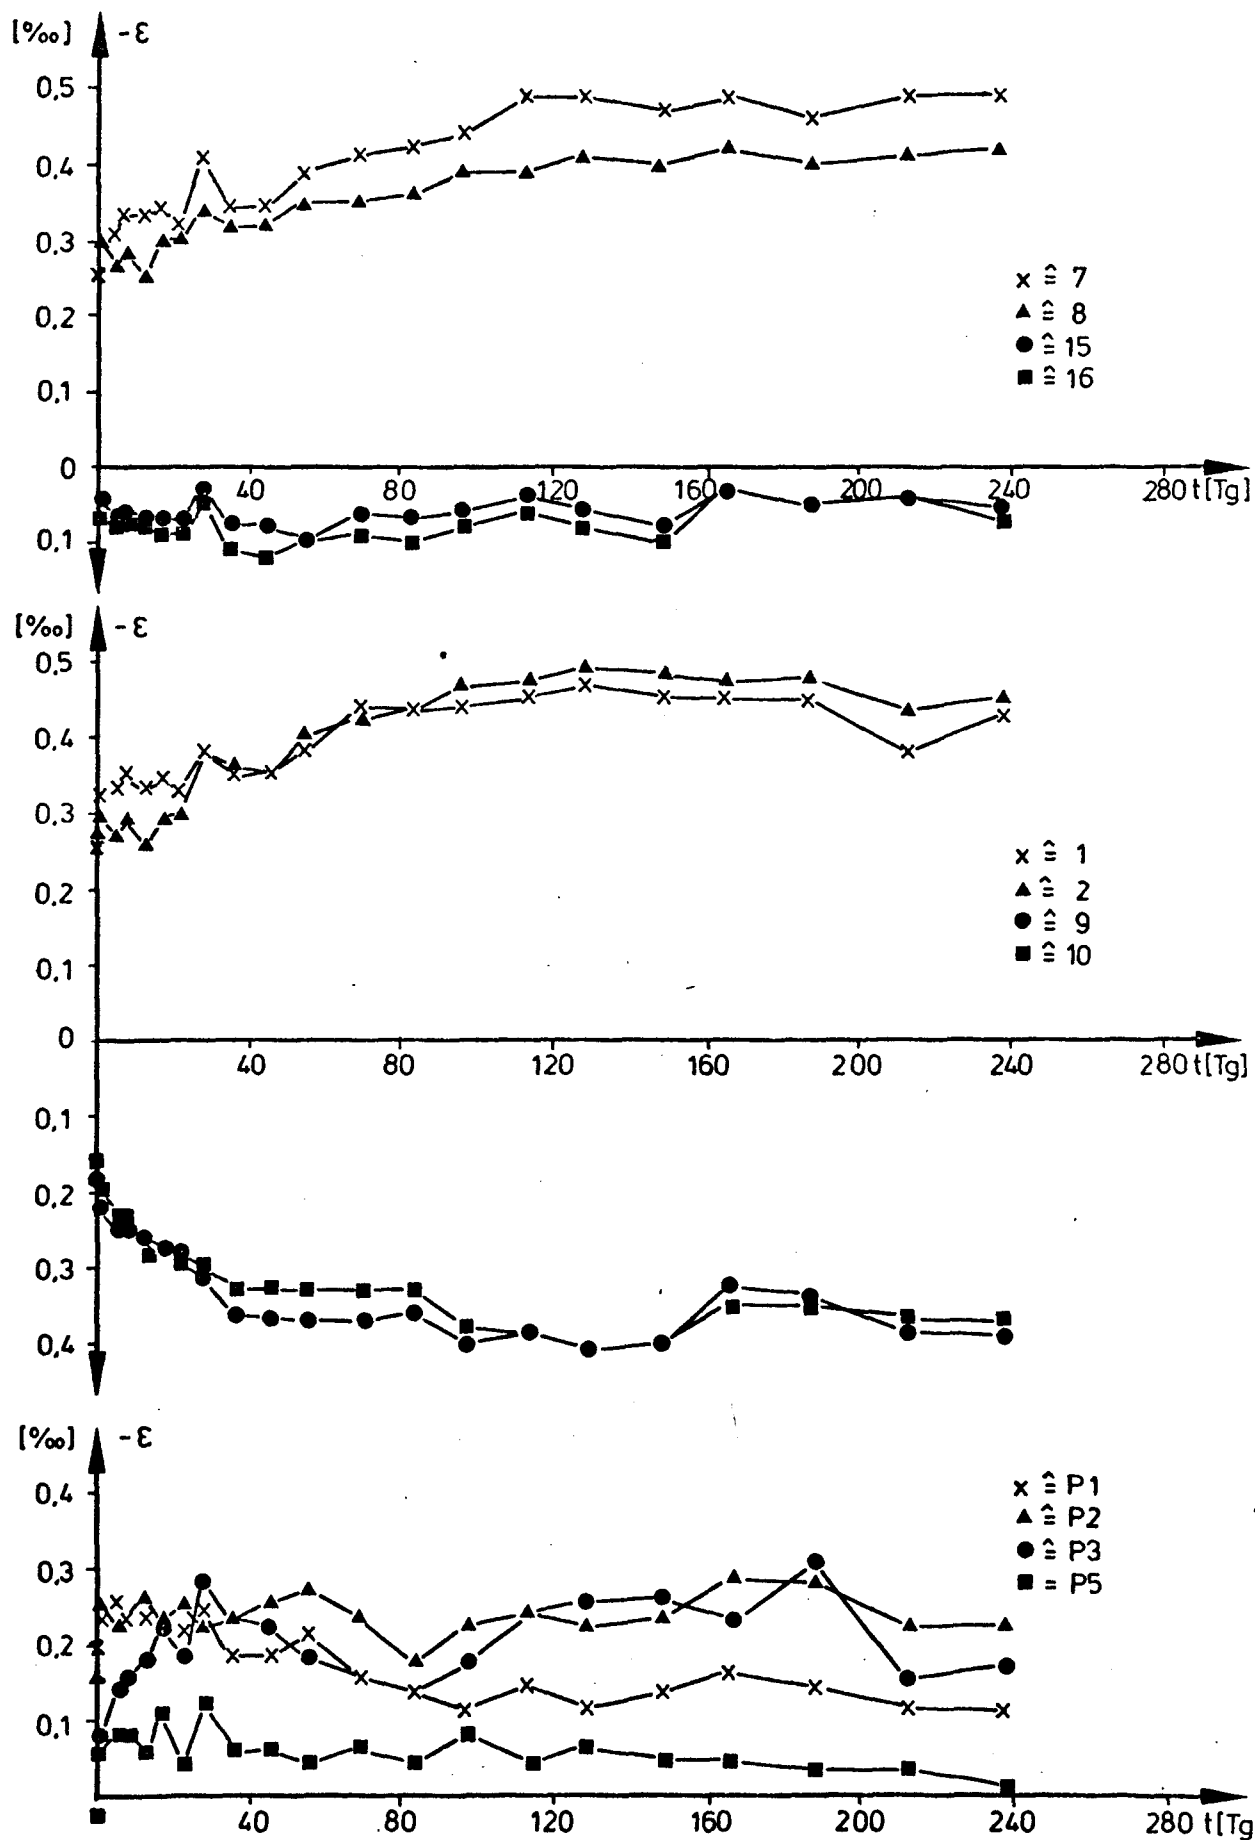 [‰] -ε
0,5
0,4
0,3
0,2
0,1
0
0,1
x ≙ 7
▲ ≙ 8
● ≙ 15
■ ≙ 16
40 80 120 160 200 240 280 t[Tg]
[‰] -ε
0,5
0,4
0,3
0,2
0,1
0
0,1
0,2
0,3
0,4
x ≙ 1
▲ ≙ 2
● ≙ 9
■ ≙ 10
40 80 120 160 200 240 280 t[Tg]
[‰] -ε
0,4
0,3
0,2
0,1
x ≙ P1
▲ ≙ P2
● ≙ P3
■ = P5
40 80 120 160 200 240 280 t[Tg